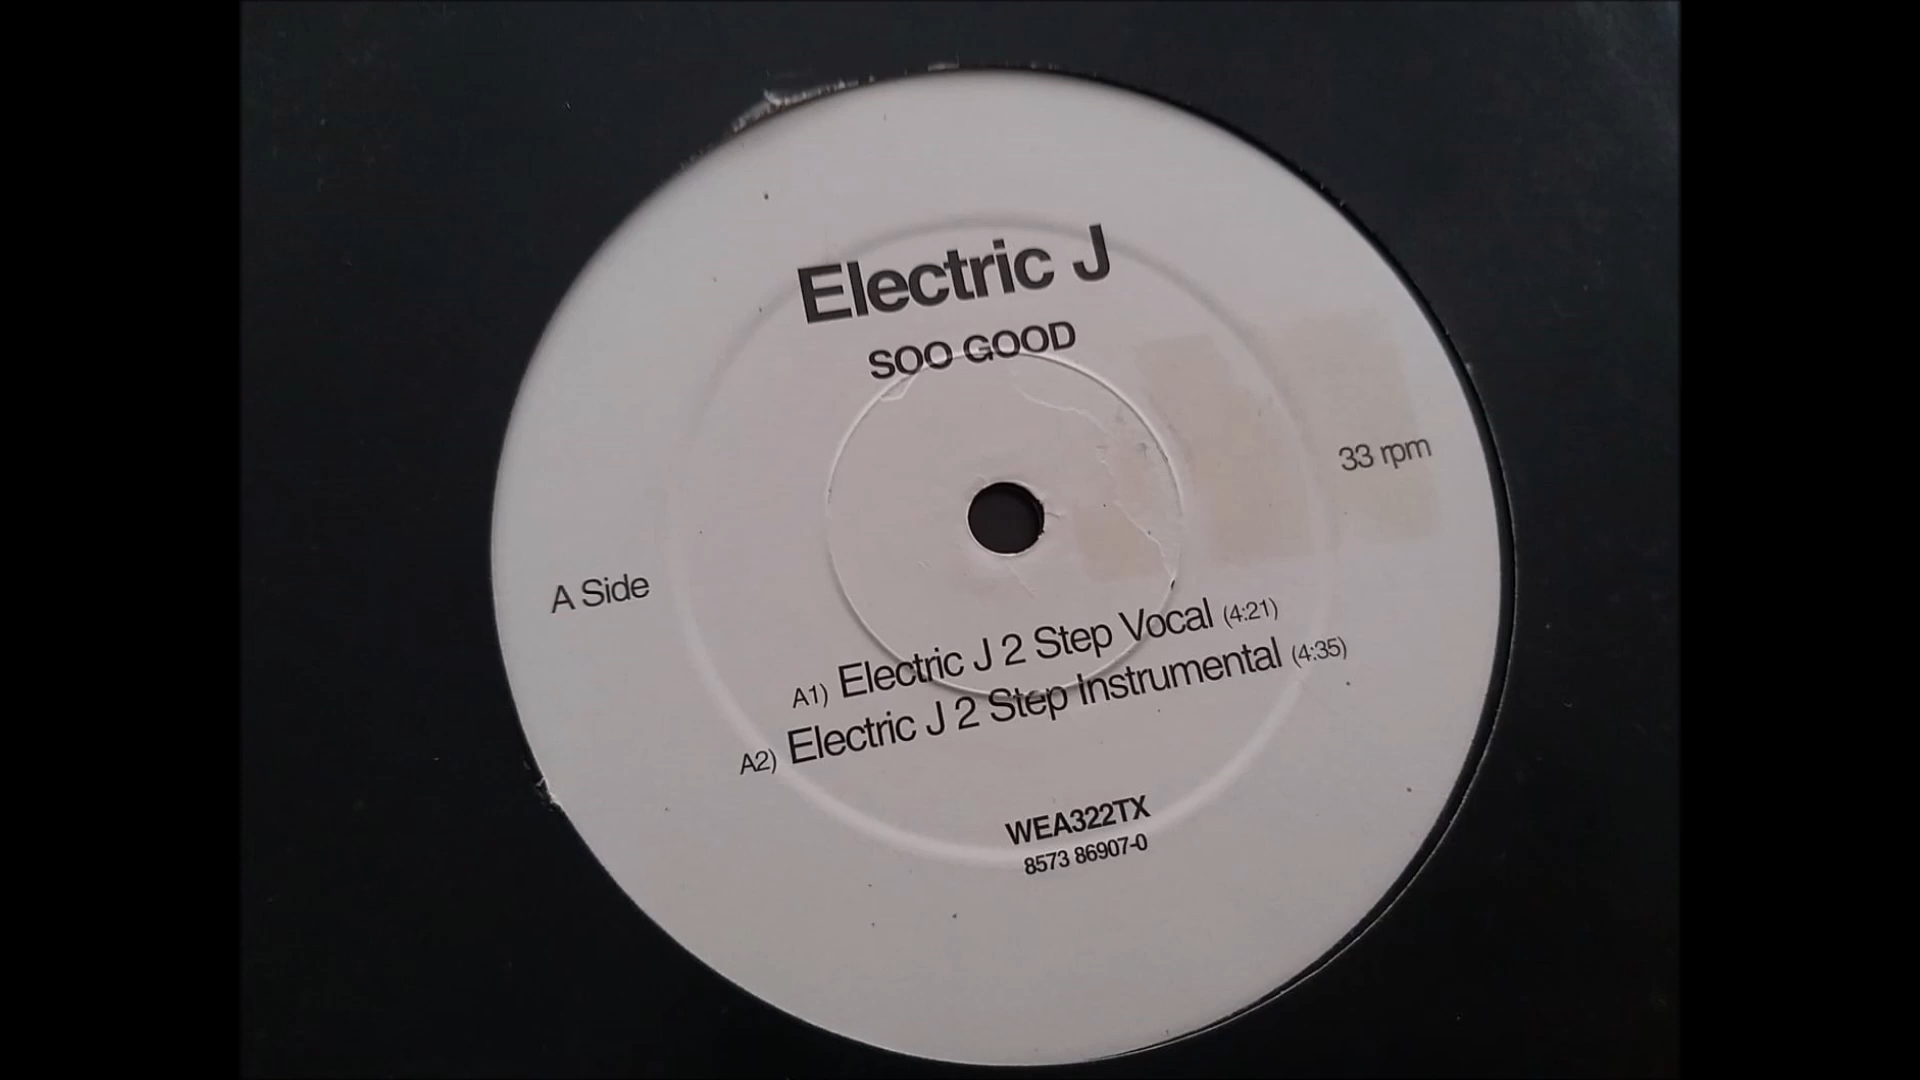 Electric J
SOO GOOD
33 rpm
A Side
A1) Electric J 2 Step Vocal (4:21)
A2) Electric J 2 Step Instrumental (4:35)
WEA322TX
8573 86907-0